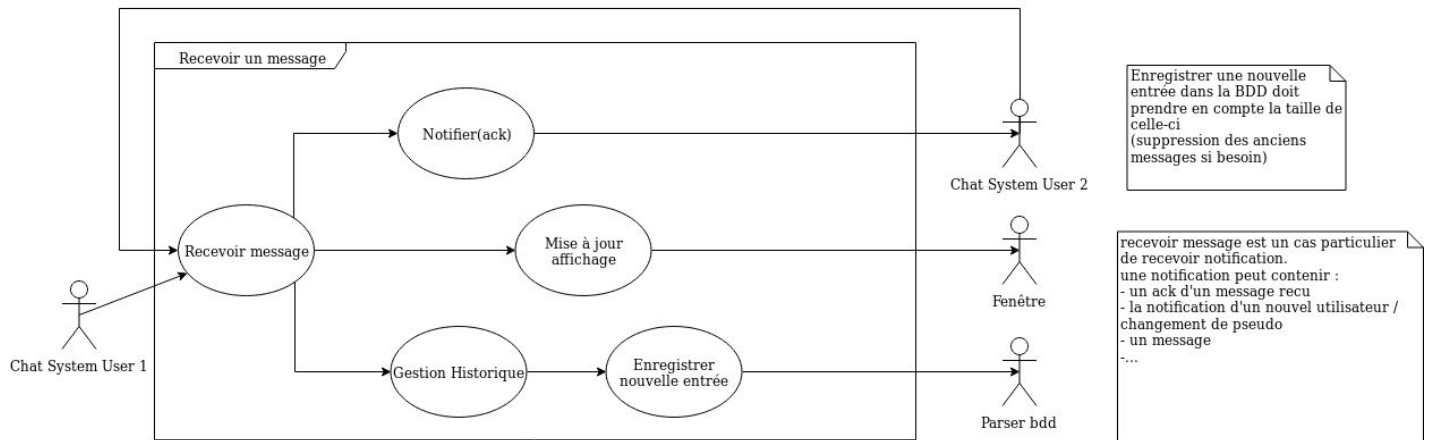 Recevoir un message
Notifier(ack)
Chat System User 2
Enregistrer une nouvelle
entrée dans la BDD doit
prendre en compte la taille de
celle-ci
(suppression des anciens
messages si besoin)
Recevoir message
Mise à jour
affichage
Fenêtre
recevoir message est un cas particulier
de recevoir notification.
une notification peut contenir :
- un ack d'un message recu
- la notification d'un nouvel utilisateur /
changement de pseudo
- un message
-...
Chat System User 1
Gestion Historique
Enregistrer
nouvelle entrée
Parser bdd